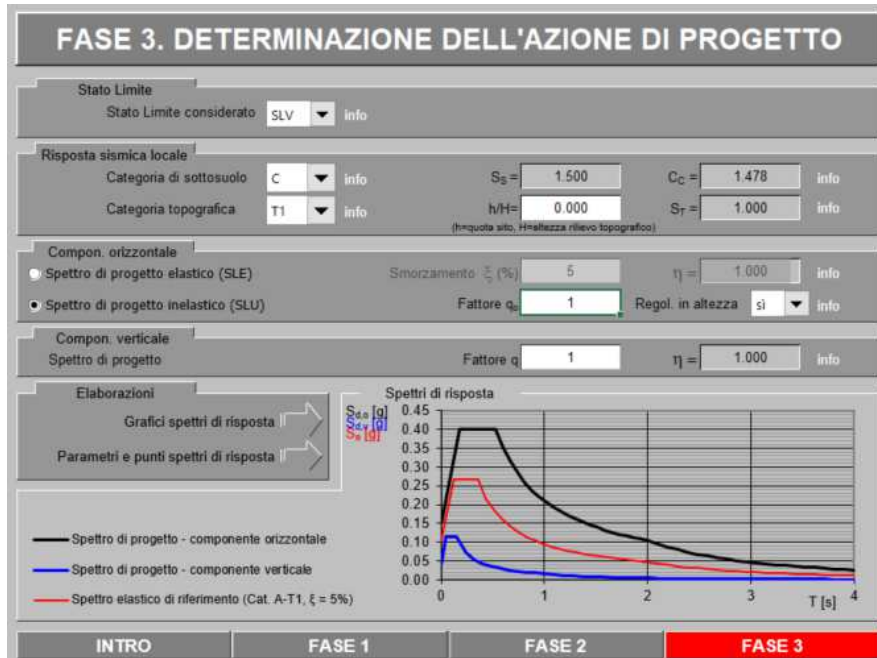 FASE 3. DETERMINAZIONE DELL'AZIONE DI PROGETTO
Stato Limite
Stato Limite considerato SLV info
Risposta sismica locale
Categoria di sottosuolo C info S_S = 1.500 C_C = 1.478 info
Categoria topografica T1 info h/H= 0.000 S_T = 1.000 info
(h=quota sito, H=altezza rilievo topografico)
Compon. orizzontale
Spettro di progetto elastico (SLE) Smorzamento ξ (%) 5 η = 1.000 info
Spettro di progetto inelastico (SLU) Fattore q_o 1 Regol. in altezza sì info
Compon. verticale
Spettro di progetto Fattore q 1 η = 1.000 info
Elaborazioni
Grafici spettri di risposta
Parametri e punti spettri di risposta
Spettri di risposta
S_d,o [g]
S_d,v [g]
S_e [g]
0.45
0.40
0.35
0.30
0.25
0.20
0.15
0.10
0.05
0.00
0 1 2 3 4
T [s]
Spettro di progetto - componente orizzontale
Spettro di progetto - componente verticale
Spettro elastico di riferimento (Cat. A-T1, ξ = 5%)
INTRO FASE 1 FASE 2 FASE 3